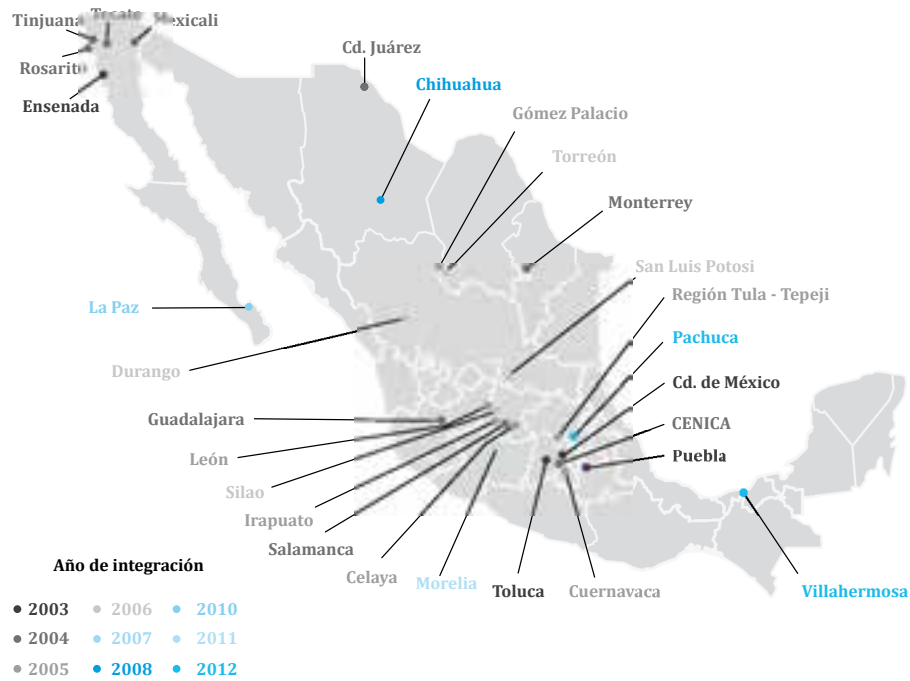 Tinjuana
Tecate
Mexicali
Rosarito
Ensenada
Cd. Juárez
Chihuahua
Gómez Palacio
Torreón
Monterrey
San Luis Potosi
Región Tula - Tepeji
La Paz
Pachuca
Durango
Cd. de México
Guadalajara
CENICA
León
Puebla
Silao
Irapuato
Salamanca
Celaya
Morelia
Toluca
Cuernavaca
Villahermosa
Año de integración
2003 2006 2010
2004 2007 2011
2005 2008 2012